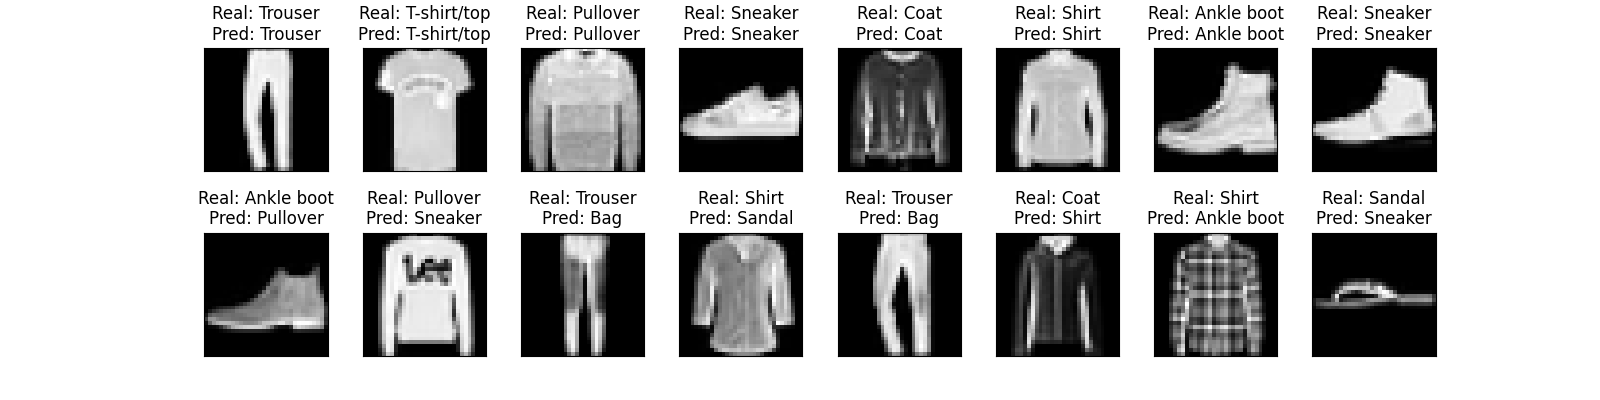 Real: Trouser
Pred: Trouser
Real: T-shirt/top
Pred: T-shirt/top
Real: Pullover
Pred: Pullover
Real: Sneaker
Pred: Sneaker
Real: Coat
Pred: Coat
Real: Shirt
Pred: Shirt
Real: Ankle boot
Pred: Ankle boot
Real: Sneaker
Pred: Sneaker
Real: Ankle boot
Pred: Pullover
Real: Pullover
Pred: Sneaker
Real: Trouser
Pred: Bag
Real: Shirt
Pred: Sandal
Real: Trouser
Pred: Bag
Real: Coat
Pred: Shirt
Real: Shirt
Pred: Ankle boot
Real: Sandal
Pred: Sneaker
Lee